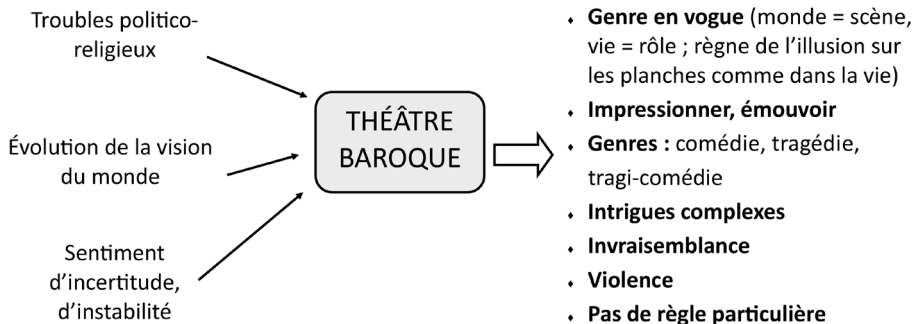 Troubles politico-
religieux
Évolution de la vision
du monde
Sentiment
d'incertitude,
d'instabilité
THÉÂTRE
BAROQUE
⬩ Genre en vogue (monde = scène,
vie = rôle ; règne de l'illusion sur
les planches comme dans la vie)
⬩ Impressionner, émouvoir
⬩ Genres : comédie, tragédie,
tragi-comédie
⬩ Intrigues complexes
⬩ Invraisemblance
⬩ Violence
⬩ Pas de règle particulière